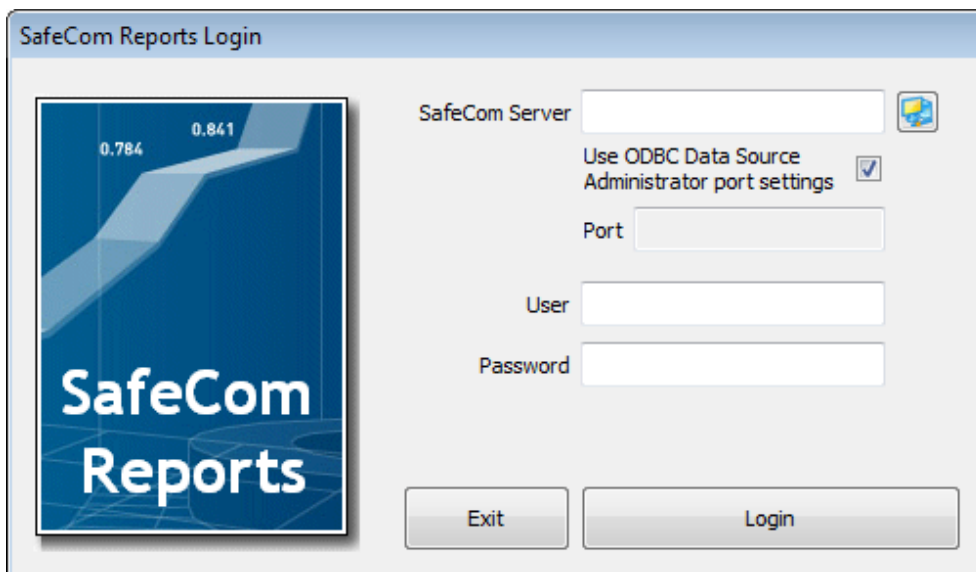 SafeCom Reports Login
0.784
0.841
SafeCom
Reports
SafeCom Server
Use ODBC Data Source
Administrator port settings
Port
User
Password
Exit
Login